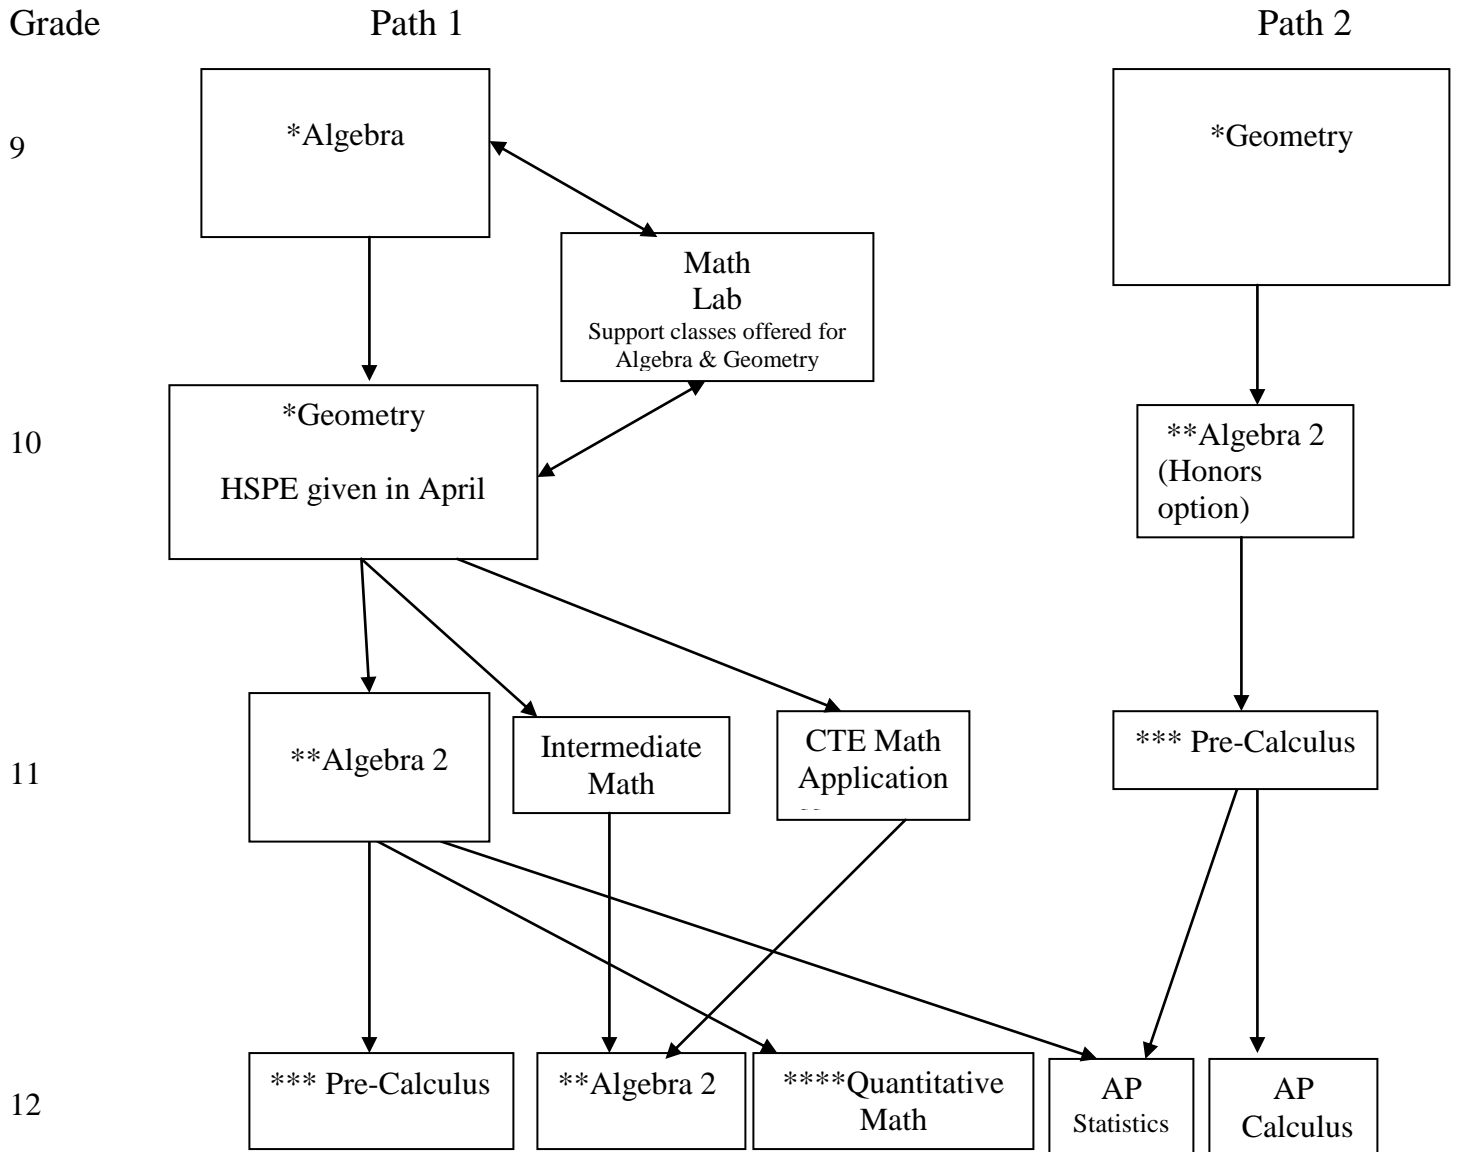 Grade Path 1 Path 2
9
*Algebra
*Geometry
Math
Lab
Support classes offered for
Algebra & Geometry
10
*Geometry
HSPE given in April
**Algebra 2
(Honors
option)
11
**Algebra 2
Intermediate
Math
CTE Math
Application
*** Pre-Calculus
12
*** Pre-Calculus
**Algebra 2
****Quantitative
Math
AP
Statistics
AP
Calculus